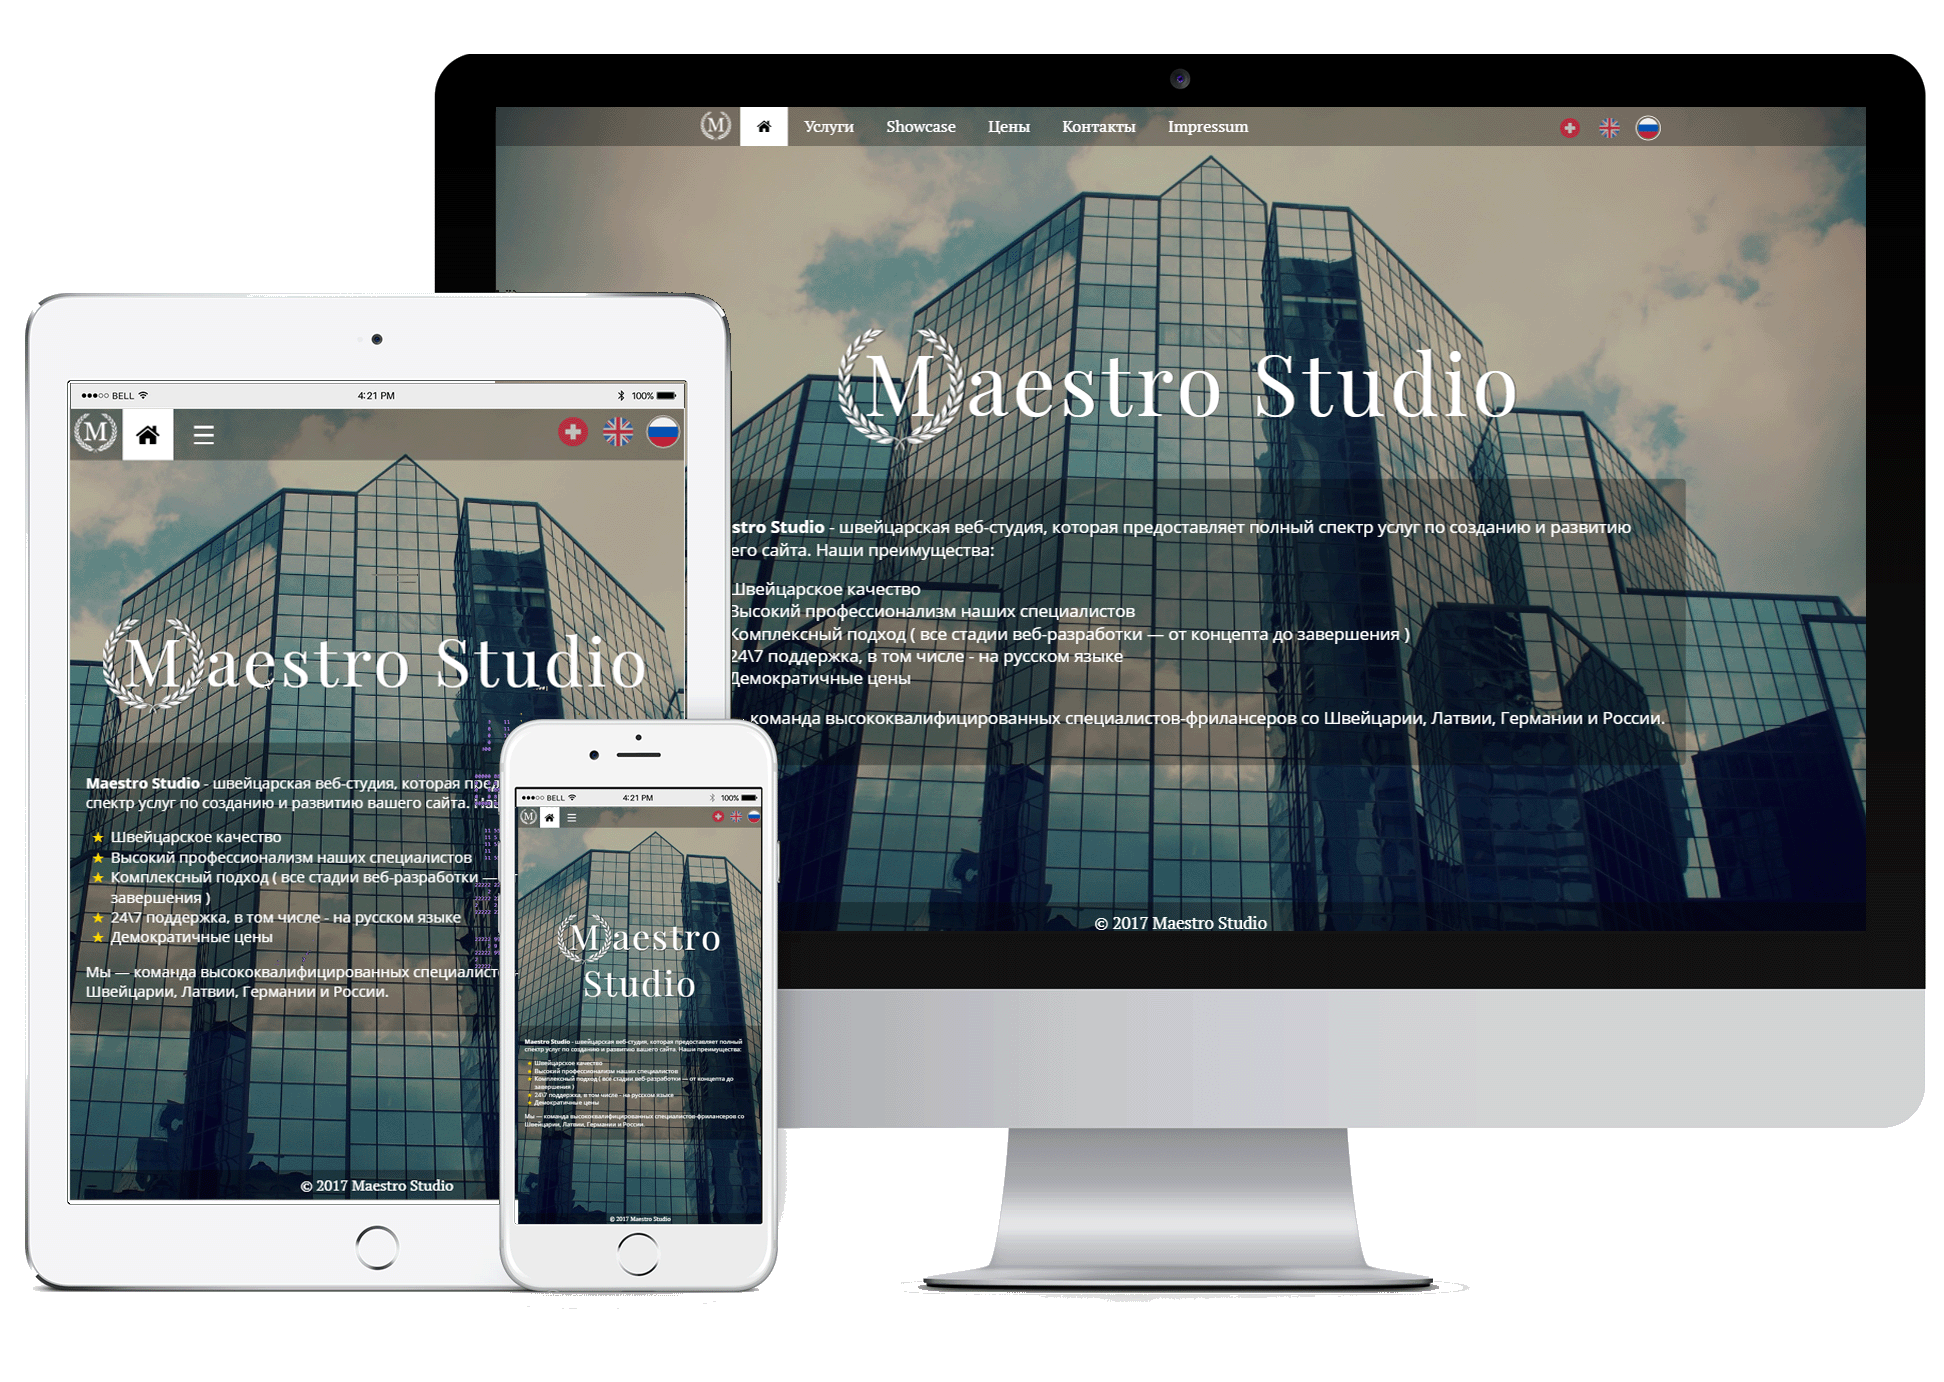 Услуги Showcase Цены Контакты Impressum
Maestro Studio
stro Studio - швейцарская веб-студия, которая предоставляет полный спектр услуг по созданию и развитию
его сайта. Наши преимущества:
Швейцарское качество
Высокий профессионализм наших специалистов
Комплексный подход ( все стадии веб-разработки — от концепта до завершения )
24\7 поддержка, в том числе - на русском языке
Демократичные цены
команда высококвалифицированных специалистов-фрилансеров со Швейцарии, Латвии, Германии и России.
© 2017 Maestro Studio
BELL 4:21 PM 100%
M
Maestro Studio
Maestro Studio - швейцарская веб-студия, которая пред
спектр услуг по созданию и развитию вашего сайта.
★ Швейцарское качество
★ Высокий профессионализм наших специалистов
★ Комплексный подход ( все стадии веб-разработки —
завершения )
★ 24\7 поддержка, в том числе - на русском языке
★ Демократичные цены
Мы — команда высококвалифицированных специалист
Швейцарии, Латвии, Германии и России.
© 2017 Maestro Studio
BELL 4:21 PM 100%
M
Maestro
Studio
Maestro Studio - швейцарская веб-студия, которая предоставляет полный
спектр услуг по созданию и развитию вашего сайта. Наши преимущества:
★ Швейцарское качество
★ Высокий профессионализм наших специалистов
★ Комплексный подход ( все стадии веб-разработки — от концепта до
завершения )
★ 24\7 поддержка, в том числе - на русском языке
★ Демократичные цены
Мы — команда высококвалифицированных специалистов-фрилансеров со
Швейцарии, Латвии, Германии и России.
© 2017 Maestro Studio